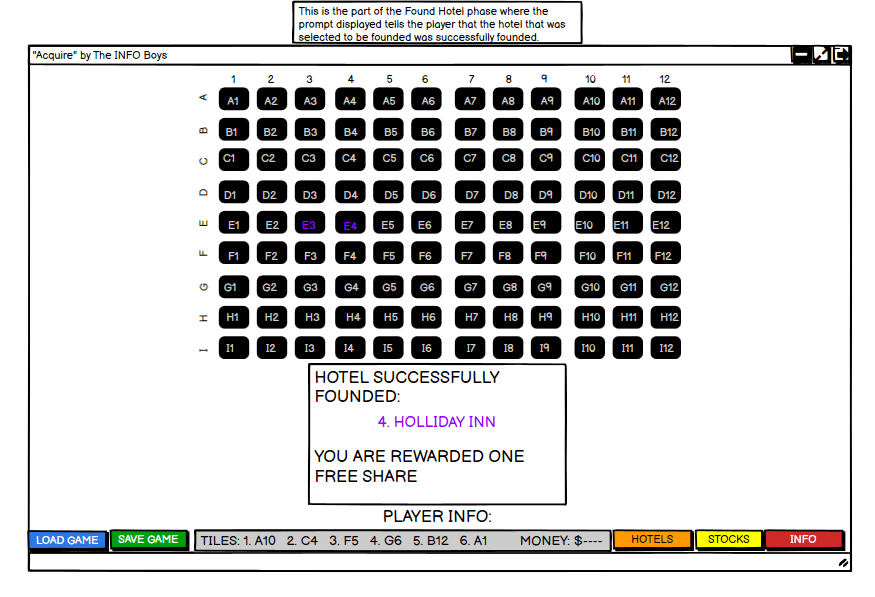 This is the part of the Found Hotel phase where the
prompt displayed tells the player that the hotel that was
selected to be founded was successfully founded.
"Acquire" by The INFO Boys
1 2 3 4 5 6 7 8 9 10 11 12
A A1 A2 A3 A4 A5 A6 A7 A8 A9 A10 A11 A12
B B1 B2 B3 B4 B5 B6 B7 B8 B9 B10 B11 B12
C C1 C2 C3 C4 C5 C6 C7 C8 C9 C10 C11 C12
D D1 D2 D3 D4 D5 D6 D7 D8 D9 D10 D11 D12
E E1 E2 E3 E4 E5 E6 E7 E8 E9 E10 E11 E12
F F1 F2 F3 F4 F5 F6 F7 F8 F9 F10 F11 F12
G G1 G2 G3 G4 G5 G6 G7 G8 G9 G10 G11 G12
H H1 H2 H3 H4 H5 H6 H7 H8 H9 H10 H11 H12
I I1 I2 I3 I4 I5 I6 I7 I8 I9 I10 I11 I12
HOTEL SUCCESSFULLY
FOUNDED:
4. HOLLIDAY INN
YOU ARE REWARDED ONE
FREE SHARE
PLAYER INFO:
LOAD GAME SAVE GAME TILES: 1. A10 2. C4 3. F5 4. G6 5. B12 6. A1 MONEY: $---- HOTELS STOCKS INFO